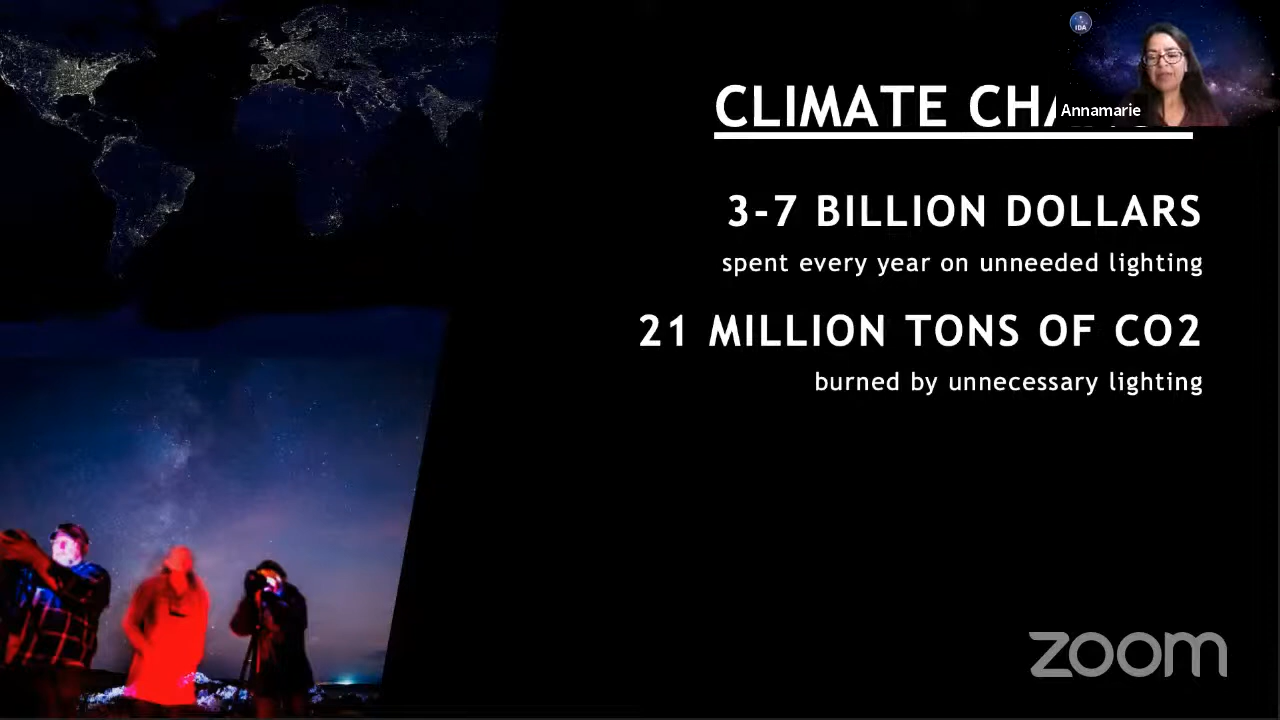 CLIMATE
Annamarie
IDA
3-7 BILLION DOLLARS
spent every year on unneeded lighting
21 MILLION TONS OF CO2
burned by unnecessary lighting
zoom